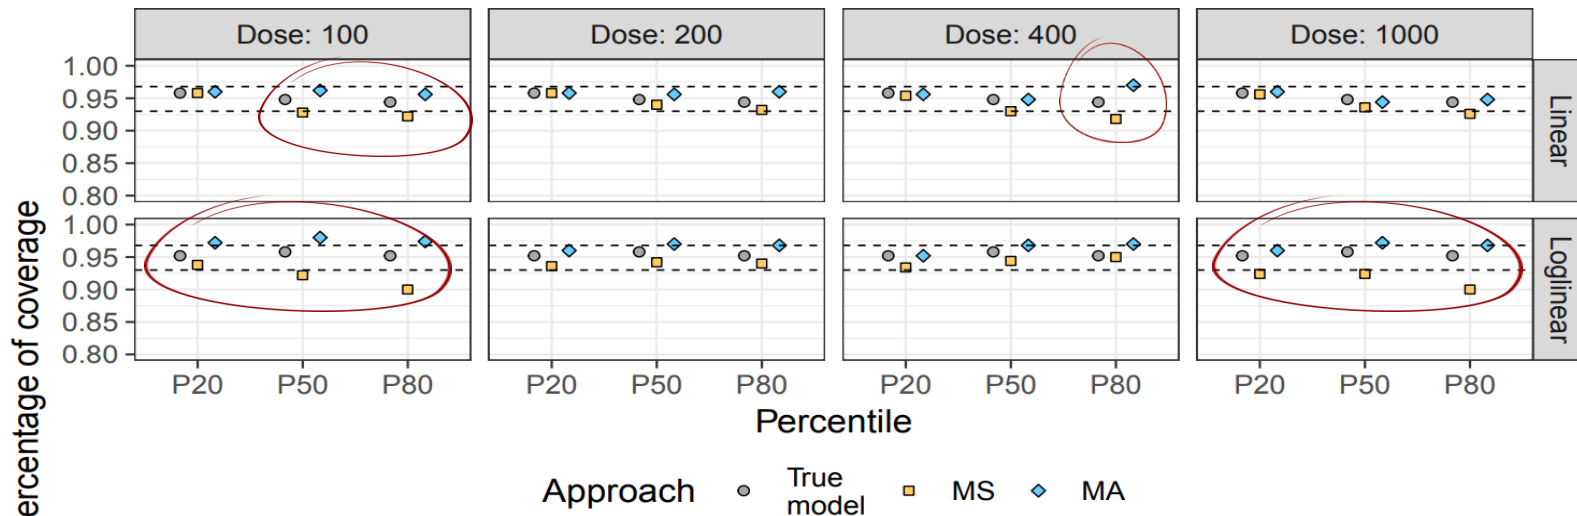 Dose: 100 Dose: 200 Dose: 400 Dose: 1000
1.00
0.95
0.90
0.85
0.80
Linear
1.00
0.95
0.90
0.85
0.80
Loglinear
ercentage of coverage
P20 P50 P80 P20 P50 P80 P20 P50 P80 P20 P50 P80
Percentile
Approach True model MS MA